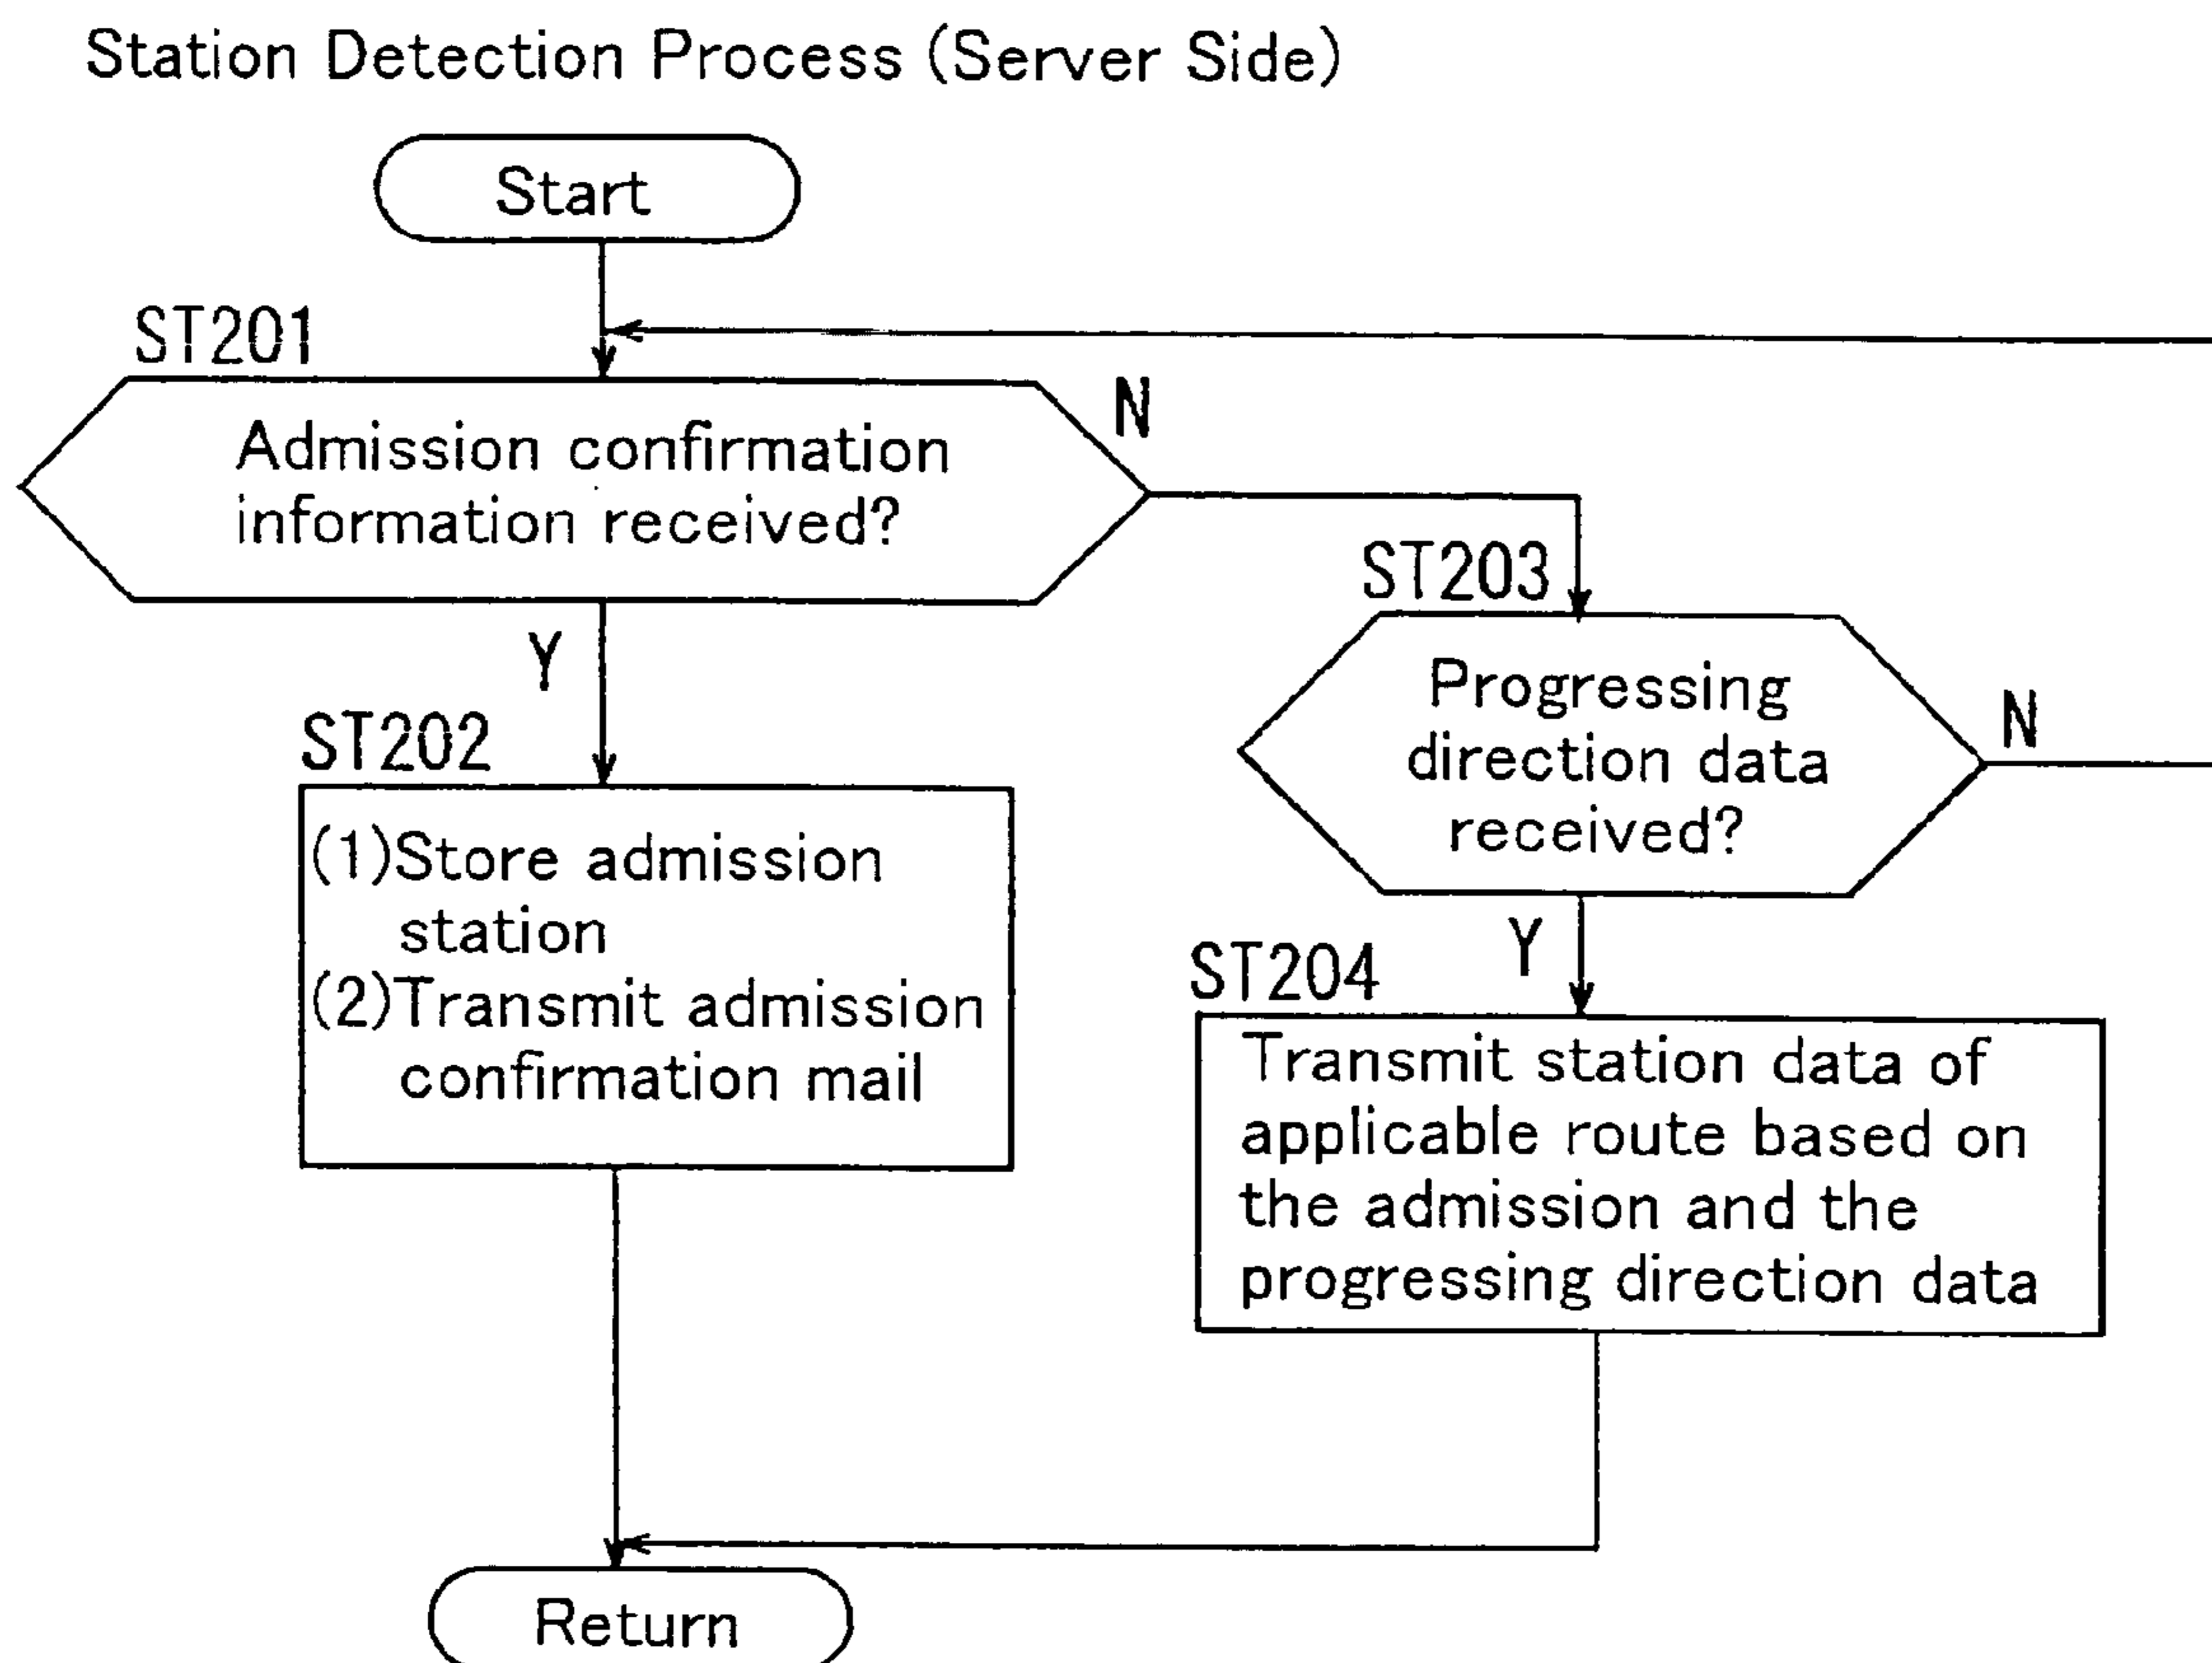 Station Detection Process (Server Side)
Start
ST201
N
Admission confirmation
information received?
Y
ST203
Progressing
direction data
received?
N
ST202
(1)Store admission
station
(2)Transmit admission
confirmation mail
Y
ST204
Transmit station data of
applicable route based on
the admission and the
progressing direction data
Return